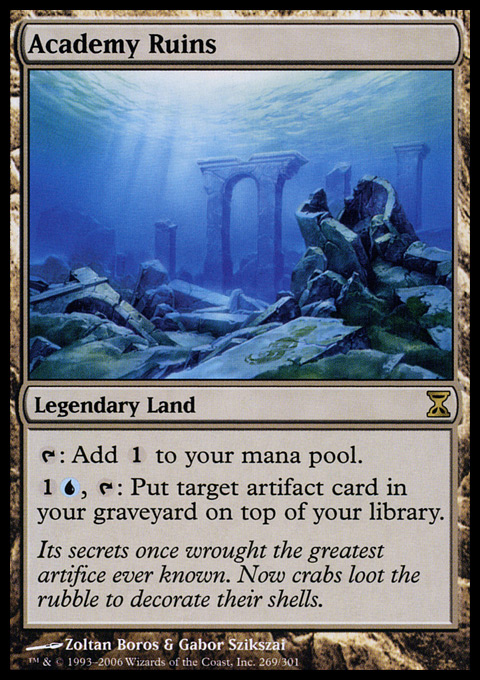 Academy Ruins
Legendary Land
: Add 1 to your mana pool.
1 , : Put target artifact card in
your graveyard on top of your library.
Its secrets once wrought the greatest
artifice ever known. Now crabs loot the
rubble to decorate their shells.
Zoltan Boros & Gabor Szikszai
™ & © 1993–2006 Wizards of the Coast, Inc. 269/301